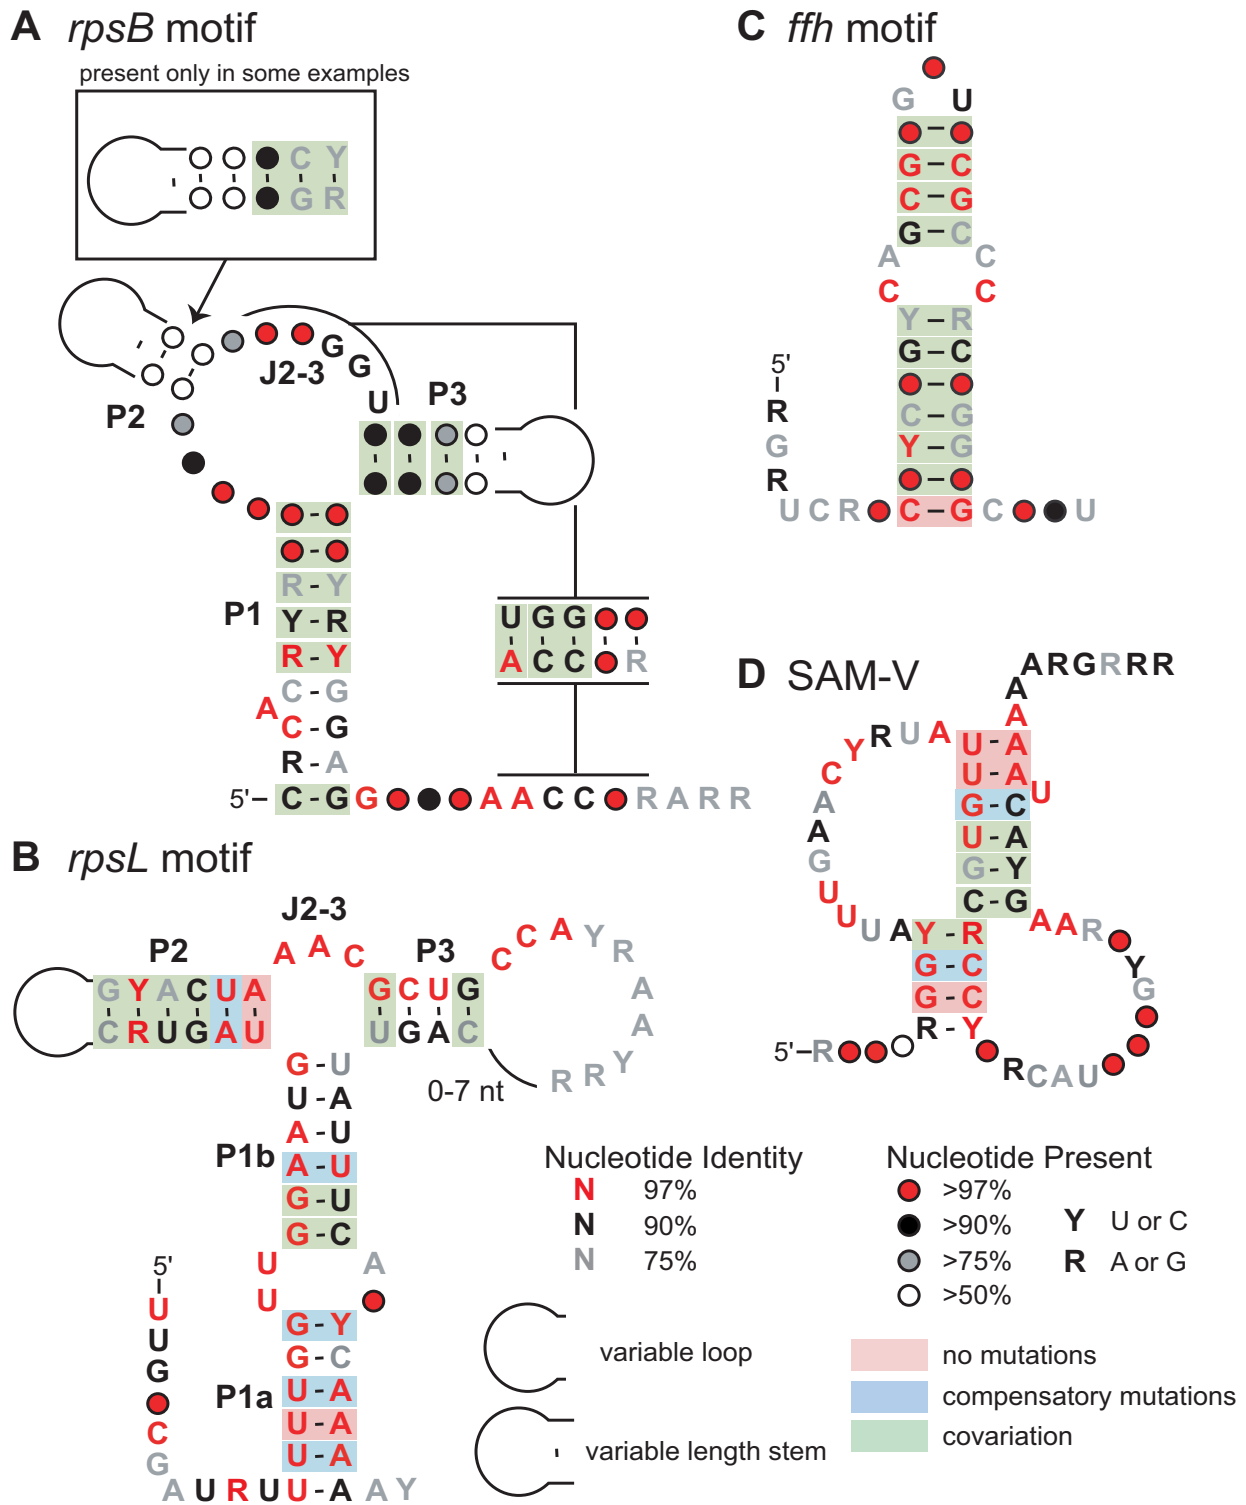 A rpsB motif
present only in some examples
C Y
G R
J2-3
G
G
U
P2
P3
P1
R - Y
Y - R
R - Y
C - G
A
C - G
R - A
5'– C - G G A A C C R A R R
U G G
A C C R
B rpsL motif
J2-3
P2
A A C
P3
G Y A C U A
C R U G A U
G C U G
U G A C
C C A Y R A A Y R R
0-7 nt
G - U
U - A
A - U
P1b
A - U
G - U
G - C
U A
U
G - Y
G - C
P1a
U - A
U - A
U - A
5'
U
U
G
C
G
A U R U U - A A Y
C ffh motif
G U
G – C
C – G
G – C
A C
C C
Y – R
G – C
C – G
Y – G
5'
R
G
R
U C R C – G C U
D SAM-V
A R G R R R
A
A
U - A
U - A
U
G - C
U - A
G - Y
C - G
A U R Y C A A G U U U A
Y - R
G - C
G - C
R - Y
5'– R
A A R Y G
R C A U
Nucleotide Identity
N 97%
N 90%
N 75%
Nucleotide Present
>97%
>90%
>75%
>50%
Y U or C
R A or G
variable loop
variable length stem
no mutations
compensatory mutations
covariation